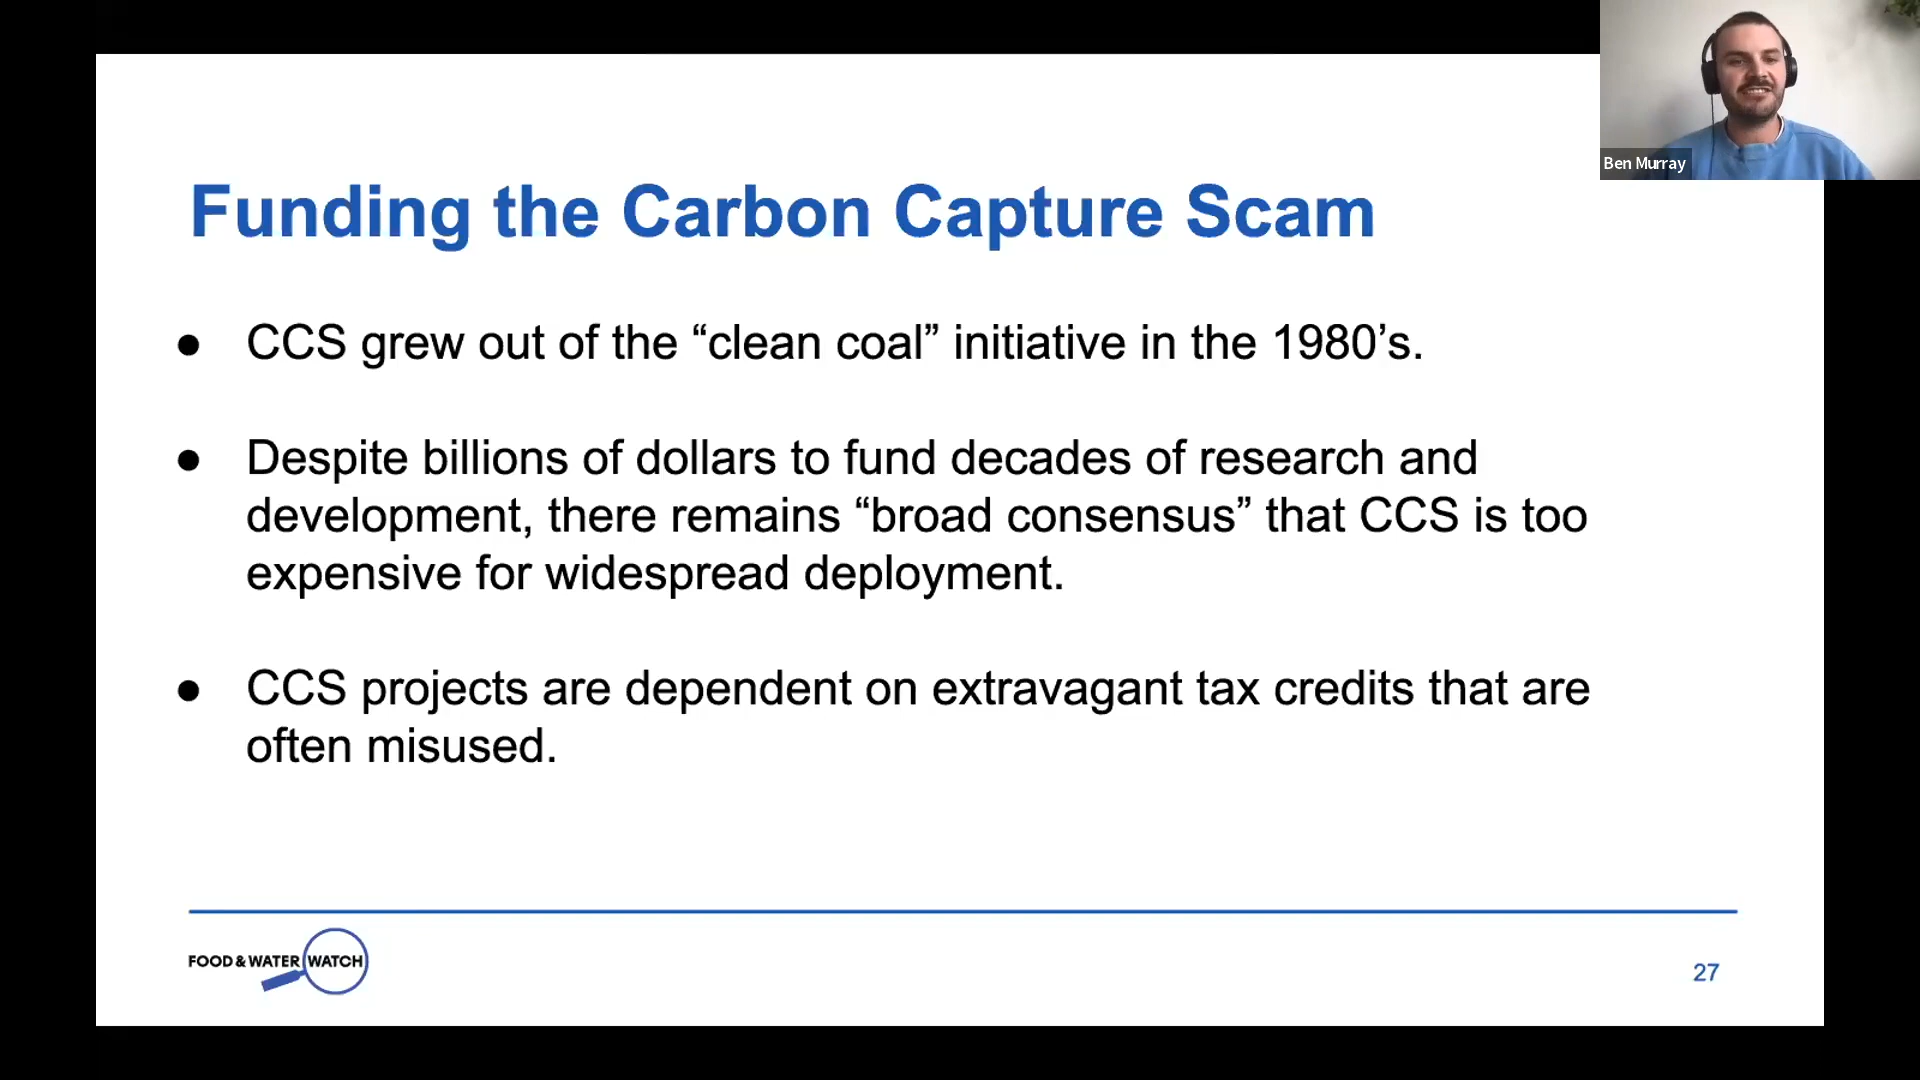 Ben Murray
Funding the Carbon Capture Scam
● CCS grew out of the “clean coal” initiative in the 1980’s.
● Despite billions of dollars to fund decades of research and
development, there remains “broad consensus” that CCS is too
expensive for widespread deployment.
● CCS projects are dependent on extravagant tax credits that are
often misused.
FOOD & WATER WATCH
27